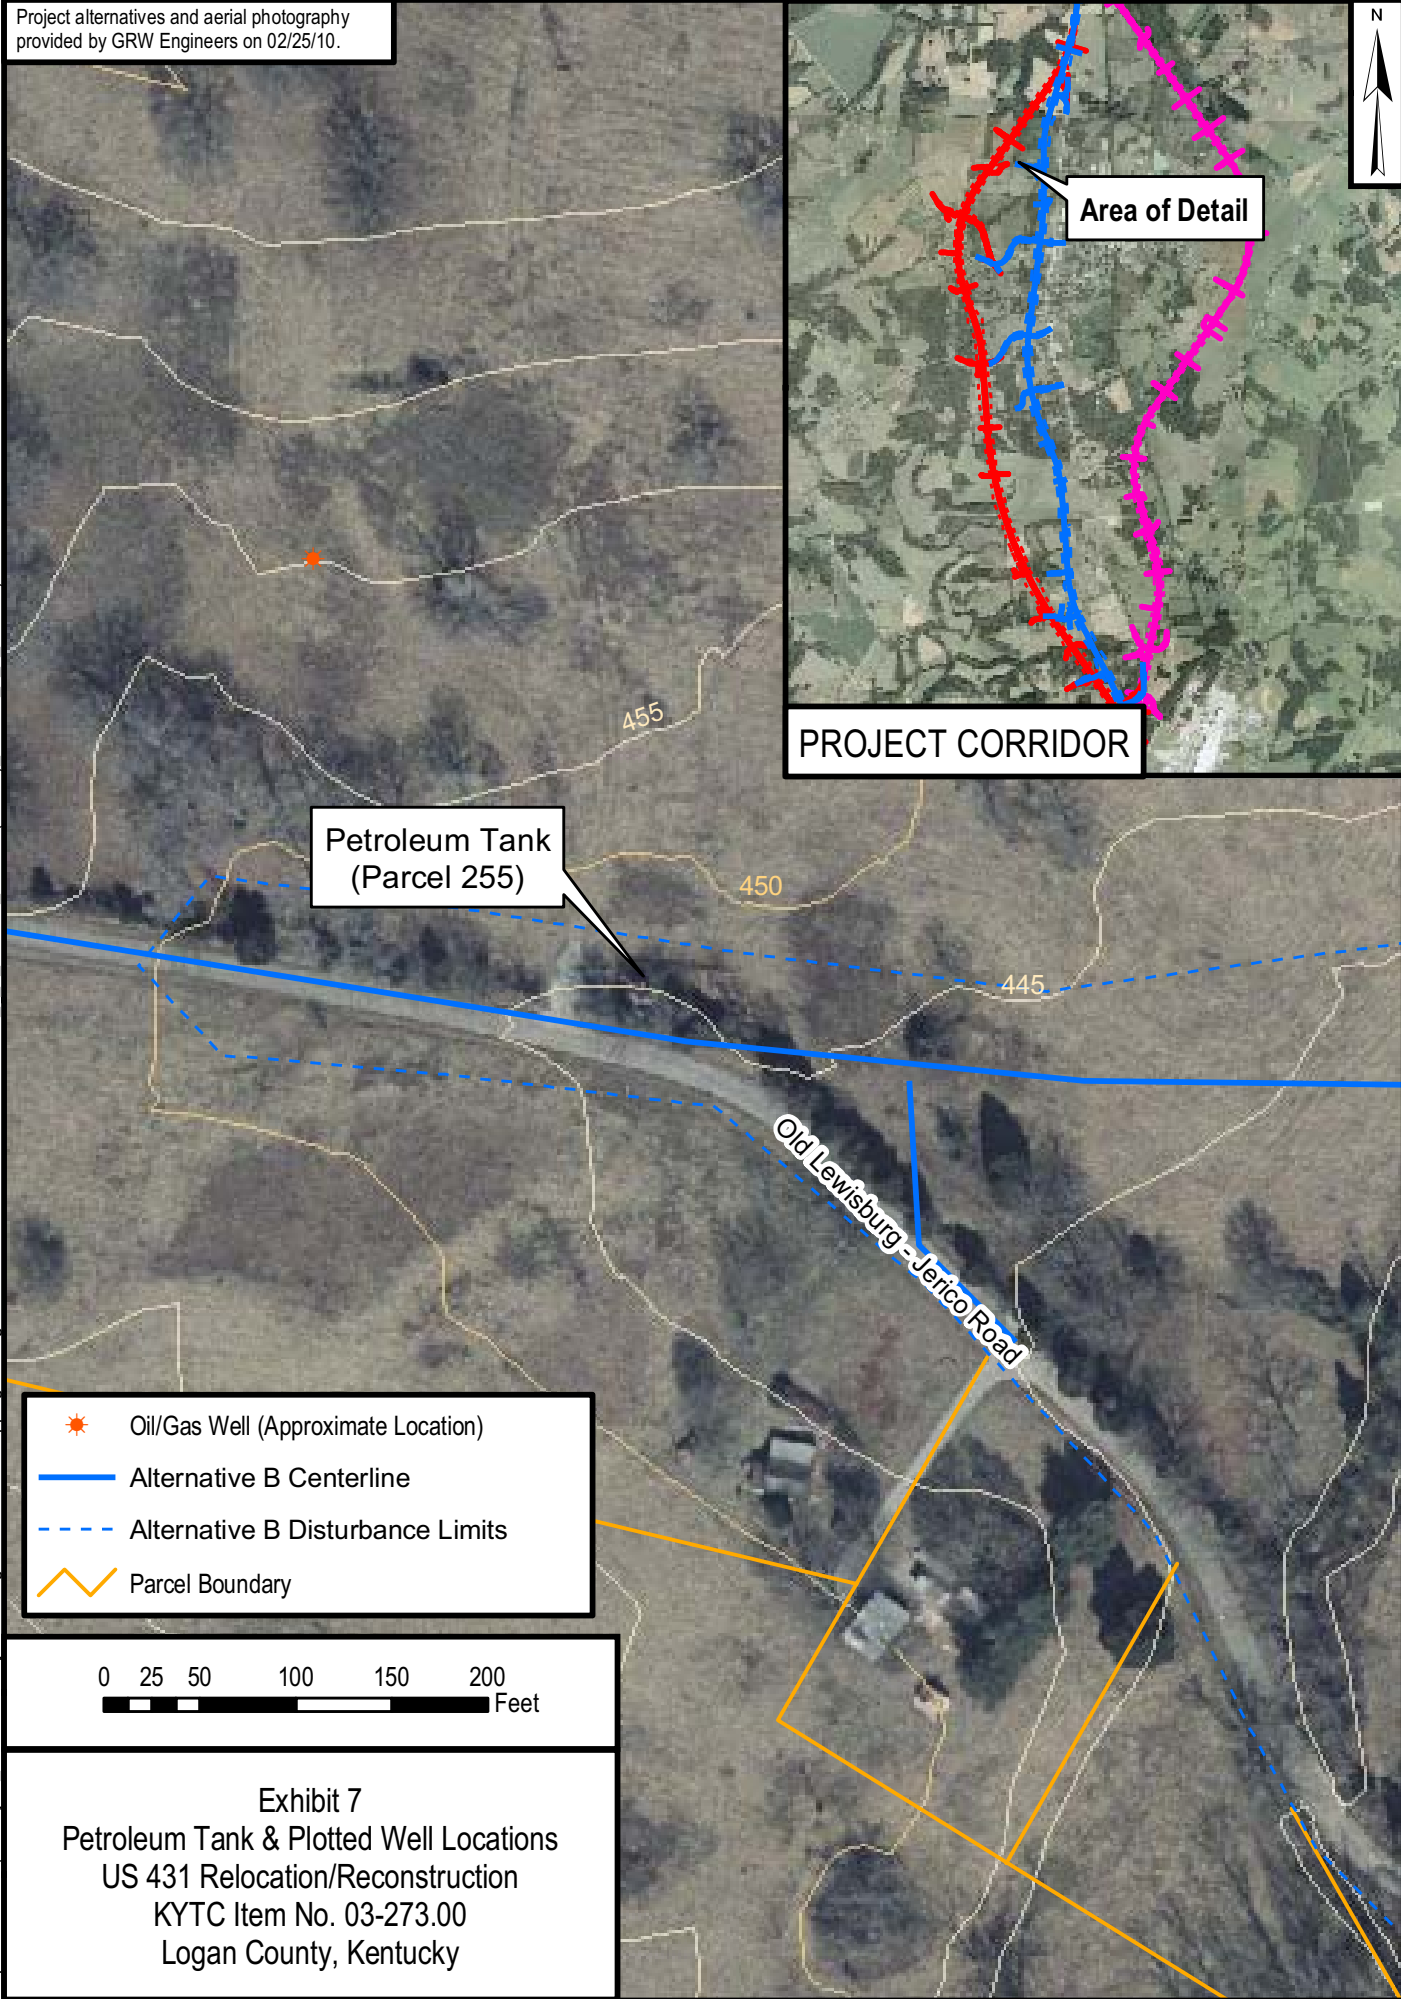 Project alternatives and aerial photography
provided by GRW Engineers on 02/25/10.
N
Area of Detail
PROJECT CORRIDOR
455
Petroleum Tank
(Parcel 255)
450
445
Old Lewisburg - Jerico Road
Oil/Gas Well (Approximate Location)
Alternative B Centerline
Alternative B Disturbance Limits
Parcel Boundary
0 25 50 100 150 200
Feet
Exhibit 7
Petroleum Tank & Plotted Well Locations
US 431 Relocation/Reconstruction
KYTC Item No. 03-273.00
Logan County, Kentucky